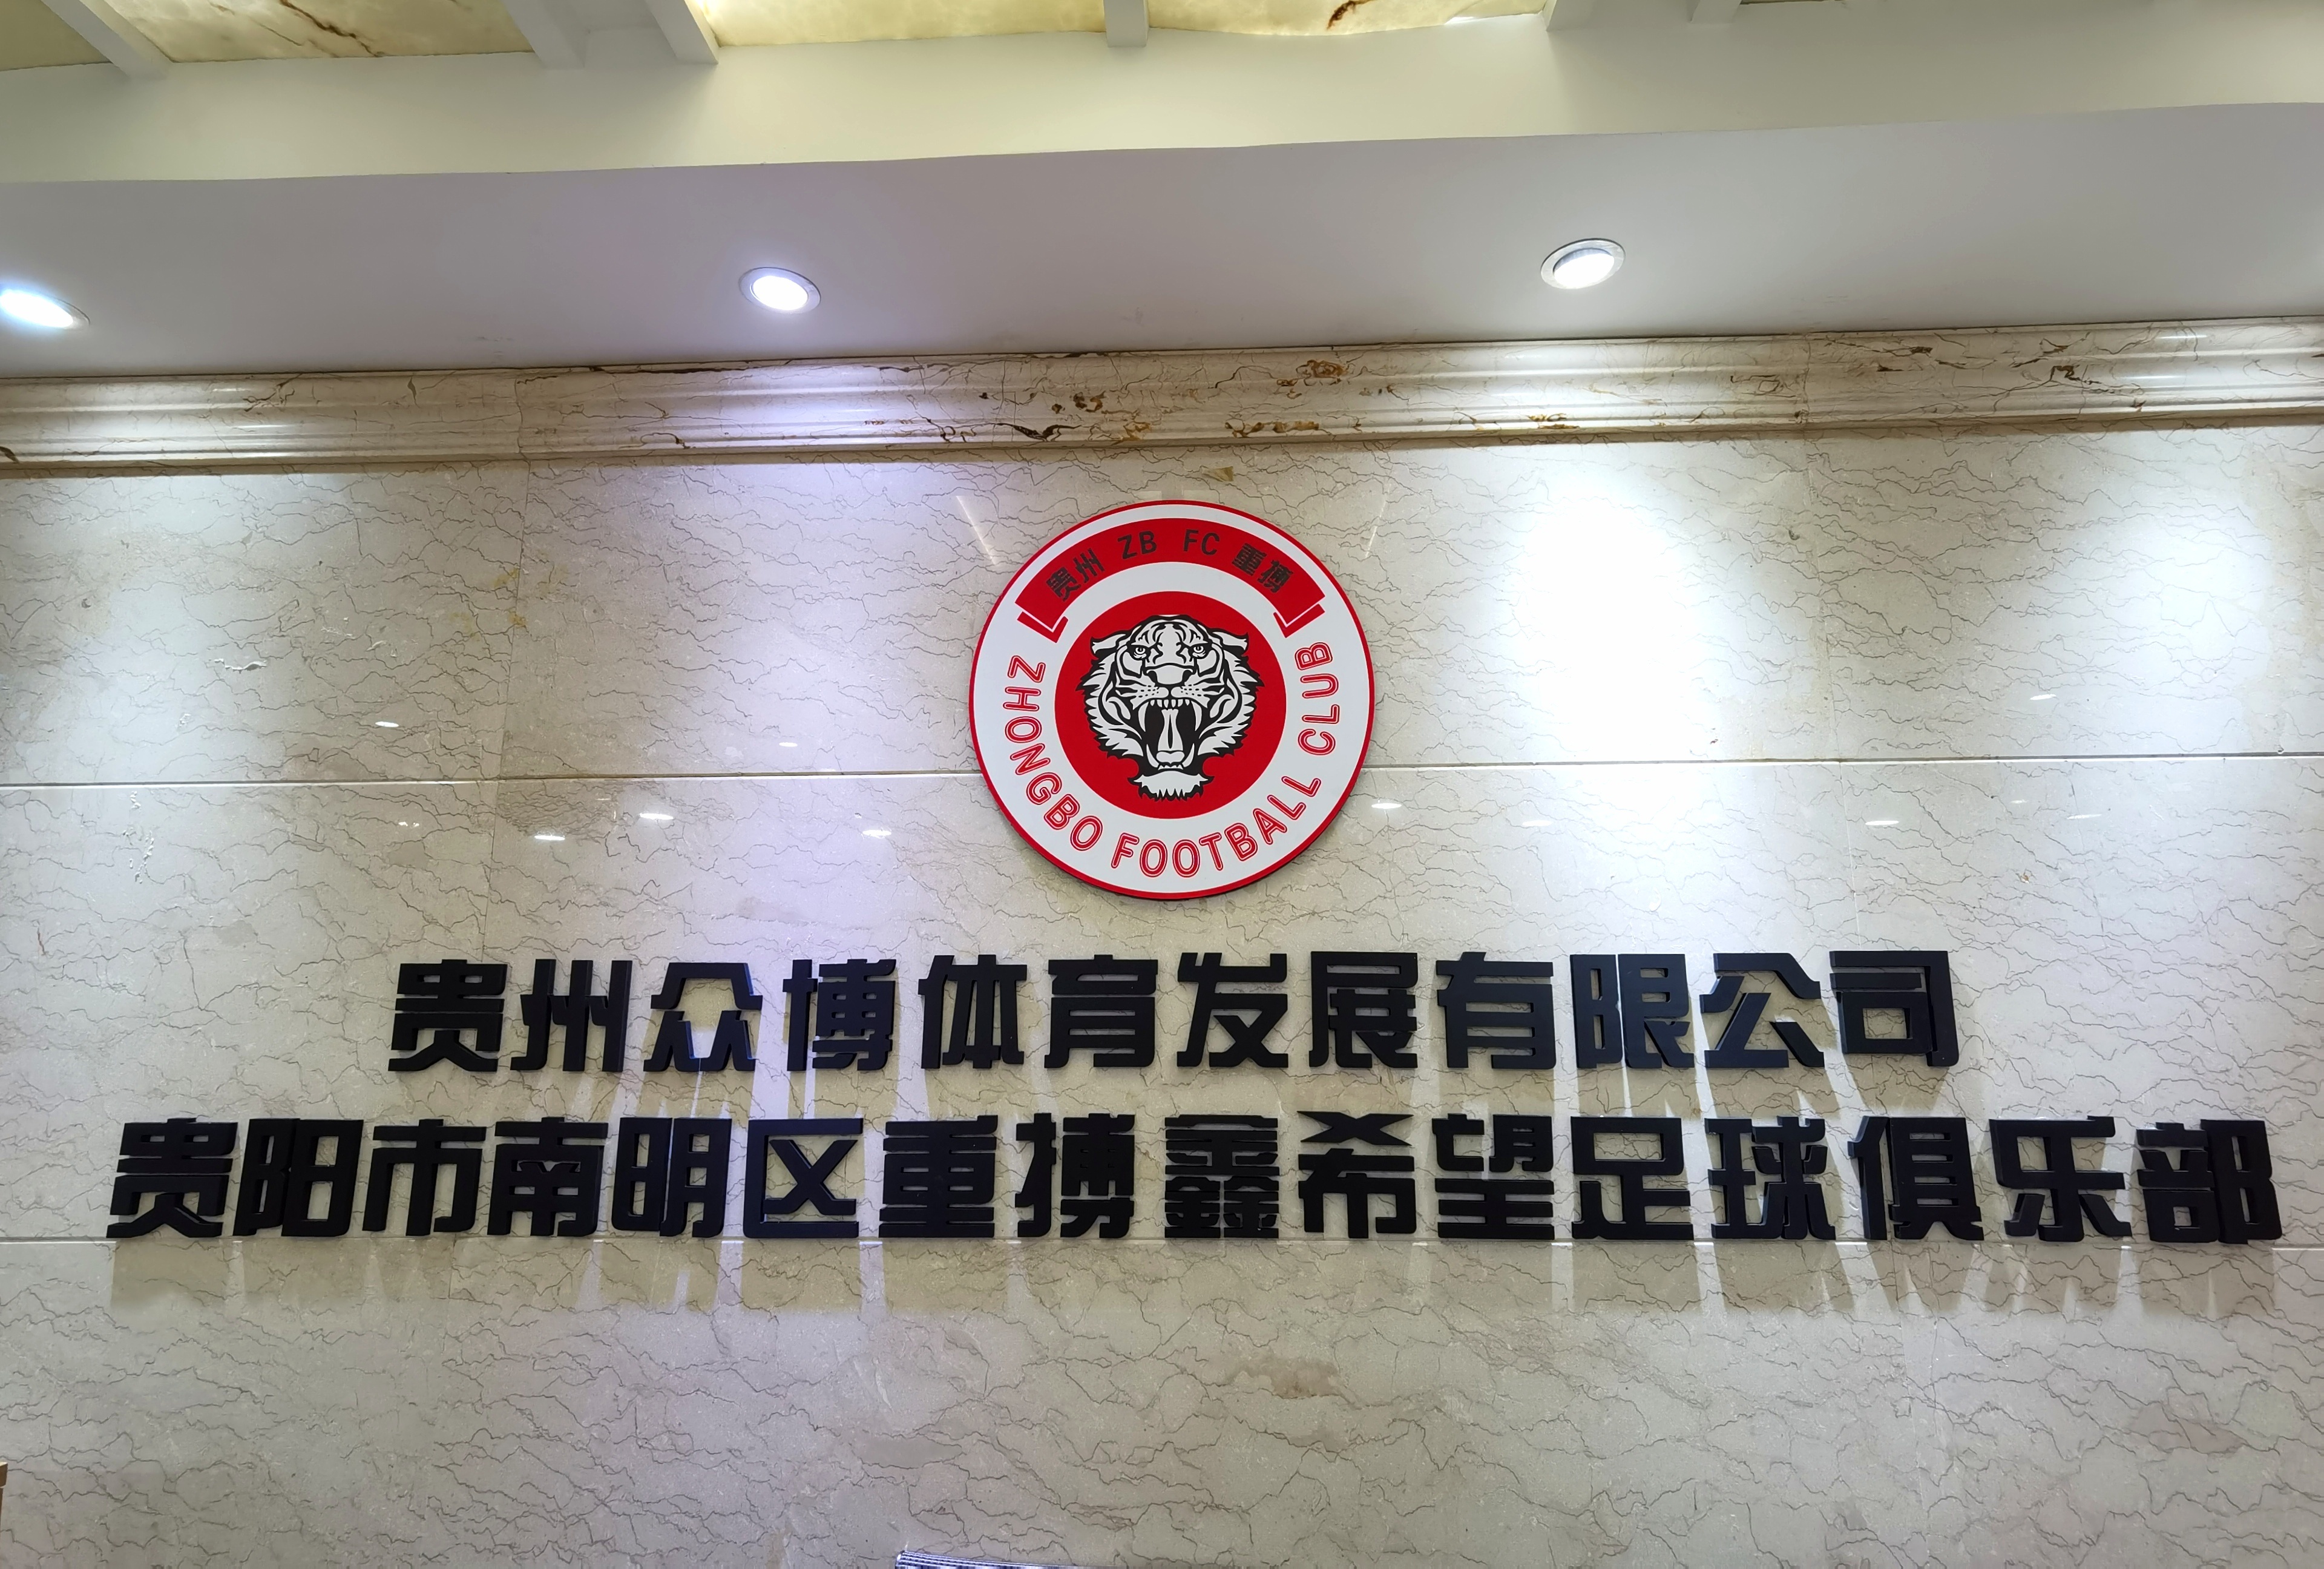 贵州 ZB FC 重搏
ZHONGBO FOOTBALL CLUB
贵州众博体育发展有限公司
贵阳市南明区重搏鑫希望足球俱乐部